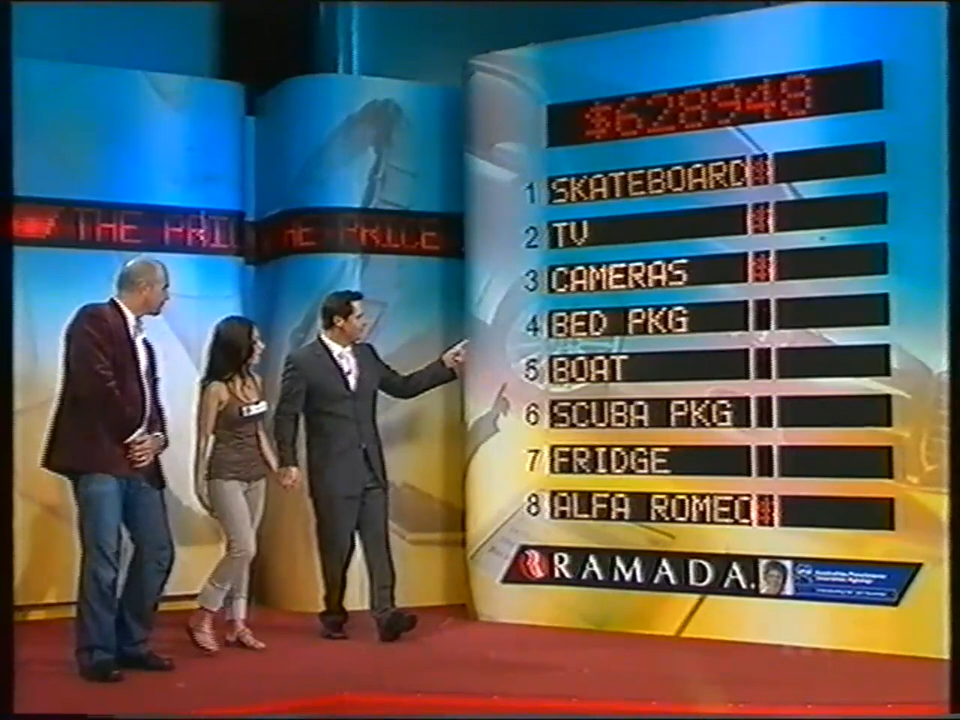 THE PRI
HE PRICE
$628948
1 SKATEBOARD
2 TV
3 CAMERAS
4 BED PKG
5 BOAT
6 SCUBA PKG
7 FRIDGE
8 ALFA ROMEO
RAMADA.